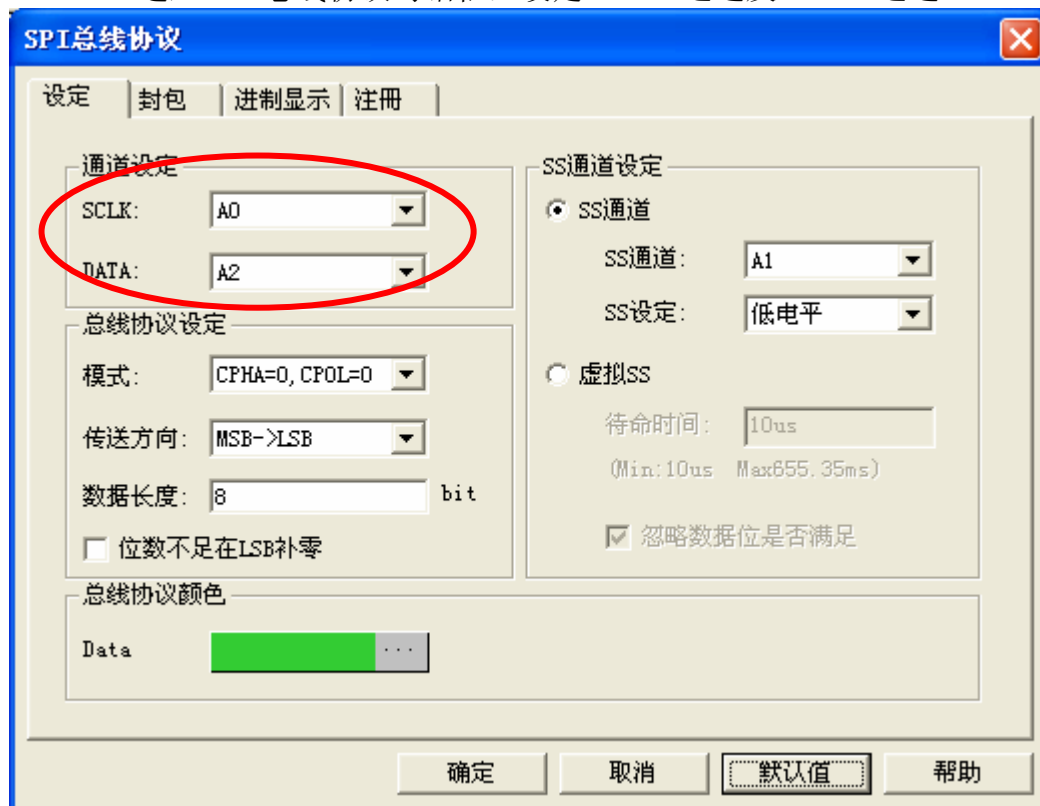 SPI总线协议
设定 封包 进制显示 注册
通道设定
SCLK: A0
DATA: A2
总线协议设定
模式: CPHA=0,CPOL=0
传送方向: MSB->LSB
数据长度: 8 bit
位数不足在LSB补零
SS通道设定
SS通道
SS通道: A1
SS设定: 低电平
虚拟SS
待命时间: 10us
(Min:10us Max655.35ms)
忽略数据位是否满足
总线协议颜色
Data ...
确定 取消 默认值 帮助